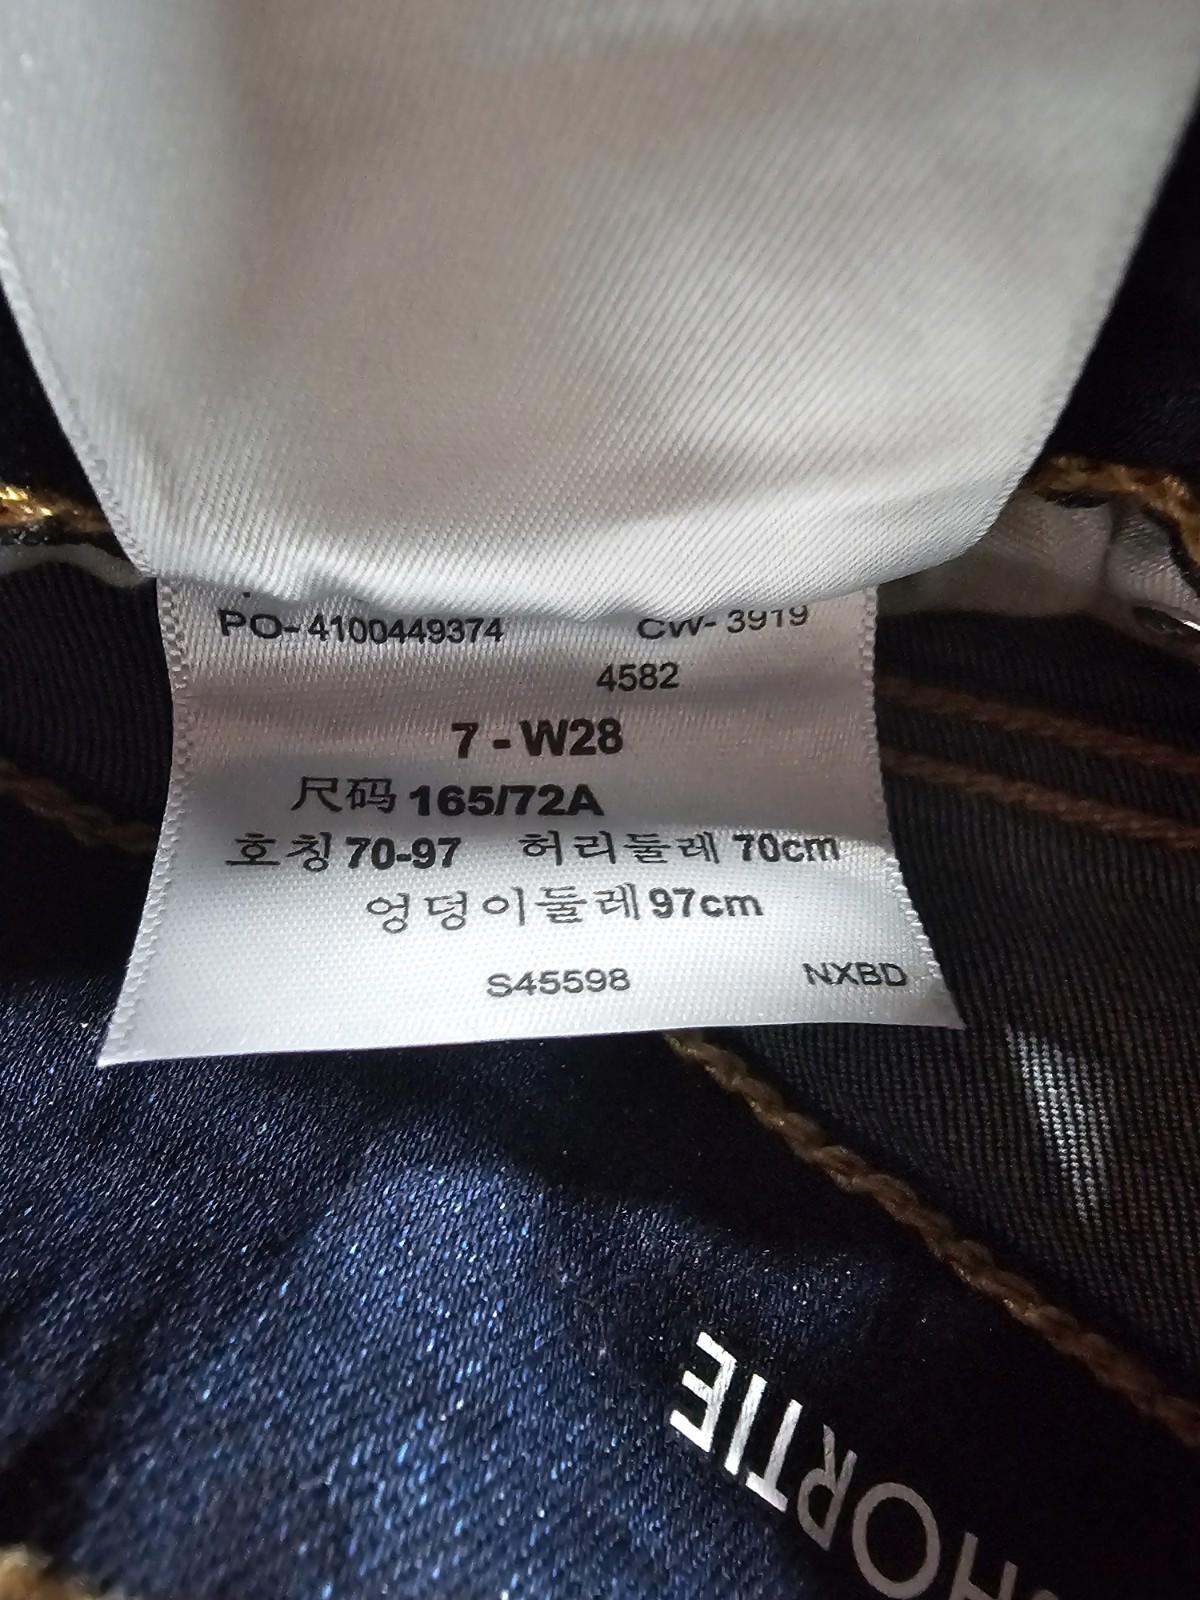 PO-4100449374 CW-3919
4582
7 - W28
尺码 165/72A
호칭 70-97 허리둘레 70cm
엉덩이둘레 97cm
S45598 NXBD
HORTIE